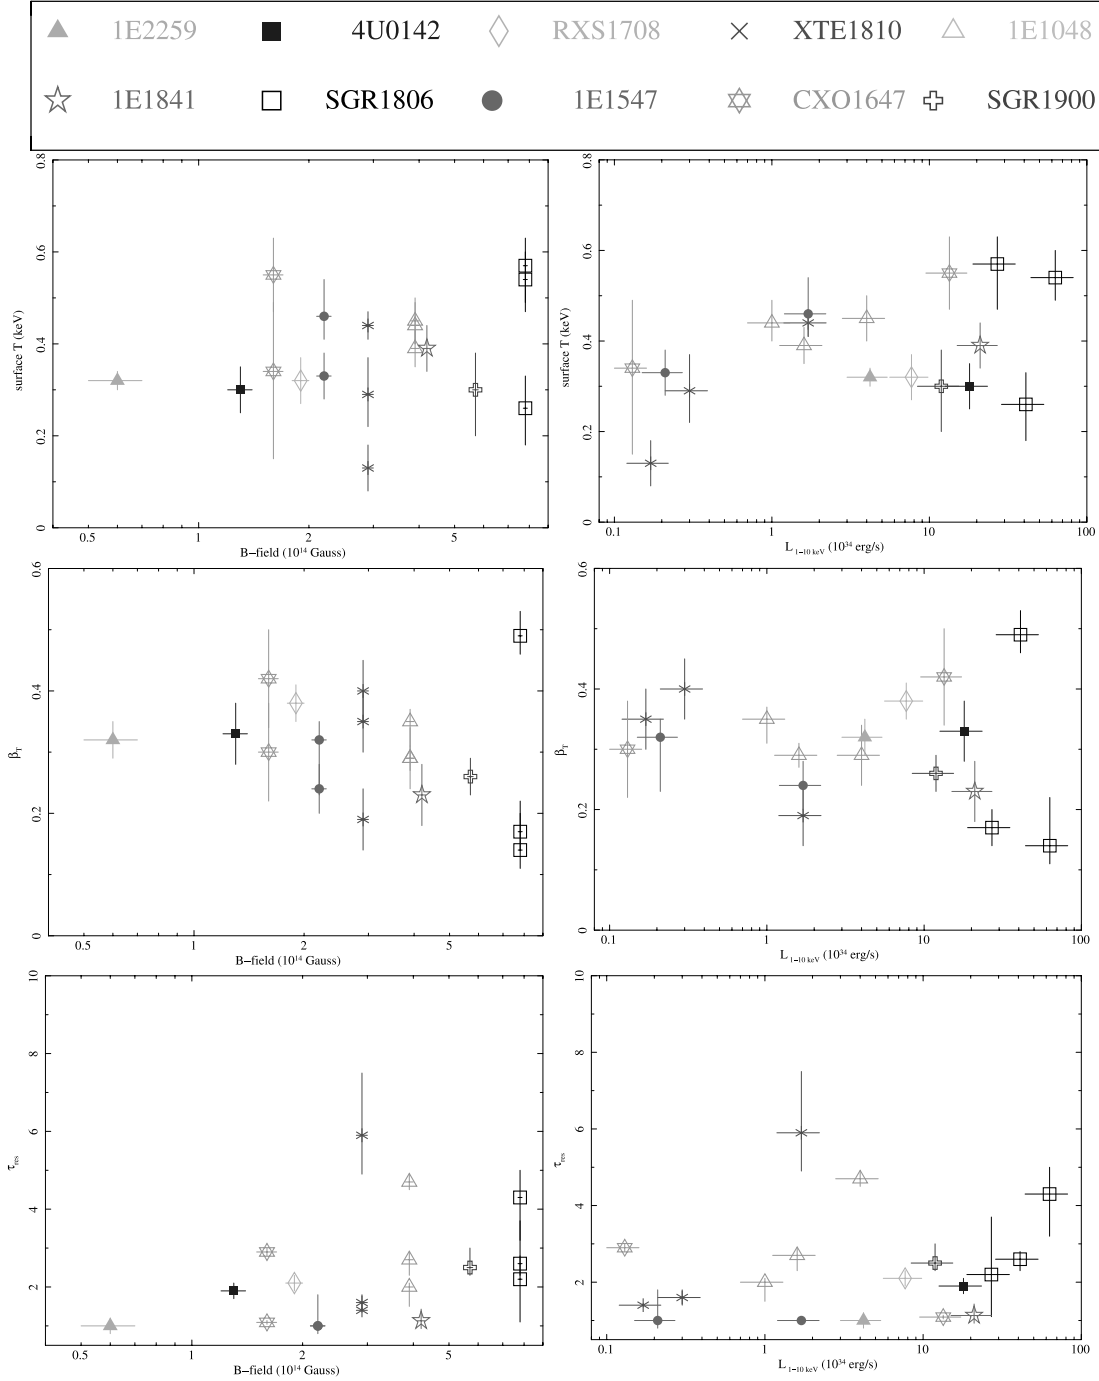 1E2259 4U0142 RXS1708 XTE1810 1E1048
1E1841 SGR1806 1E1547 CXO1647 SGR1900
surface T (keV)
0 0.2 0.4 0.6 0.8
0.5 1 2 5
B−field (10¹⁴ Gauss)
surface T (keV)
0 0.2 0.4 0.6 0.8
0.1 1 10 100
L 1−10 keV (10³⁴ erg/s)
βT
0 0.2 0.4 0.6
0.5 1 2 5
B−field (10¹⁴ Gauss)
βT
0 0.2 0.4 0.6
0.1 1 10 100
L 1−10 keV (10³⁴ erg/s)
τres
2 4 6 8 10
0.5 1 2 5
B−field (10¹⁴ Gauss)
τres
2 4 6 8 10
0.1 1 10 100
L 1−10 keV (10³⁴ erg/s)